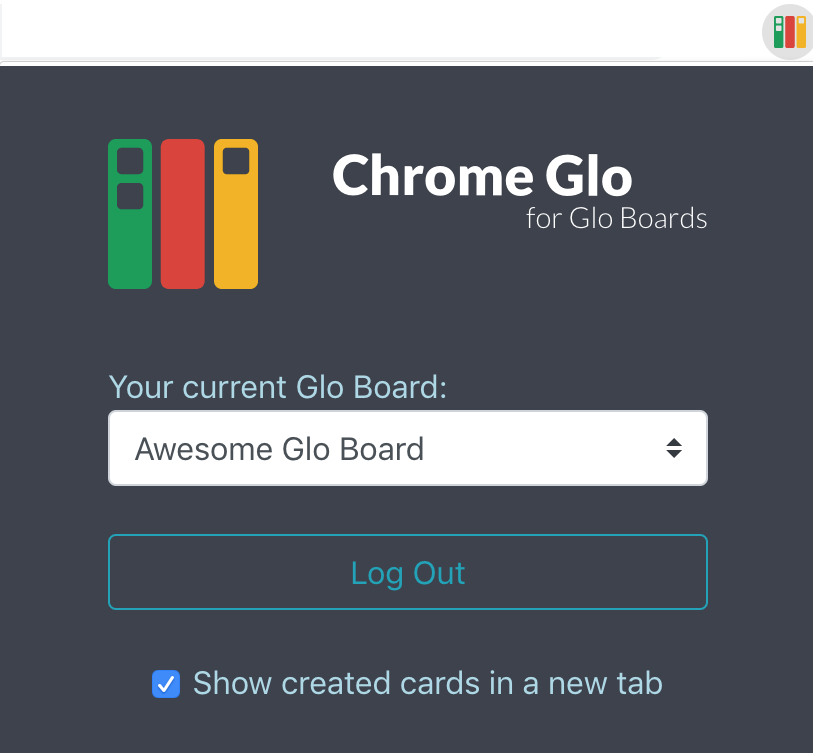 Chrome Glo
for Glo Boards
Your current Glo Board:
Awesome Glo Board
Log Out
Show created cards in a new tab